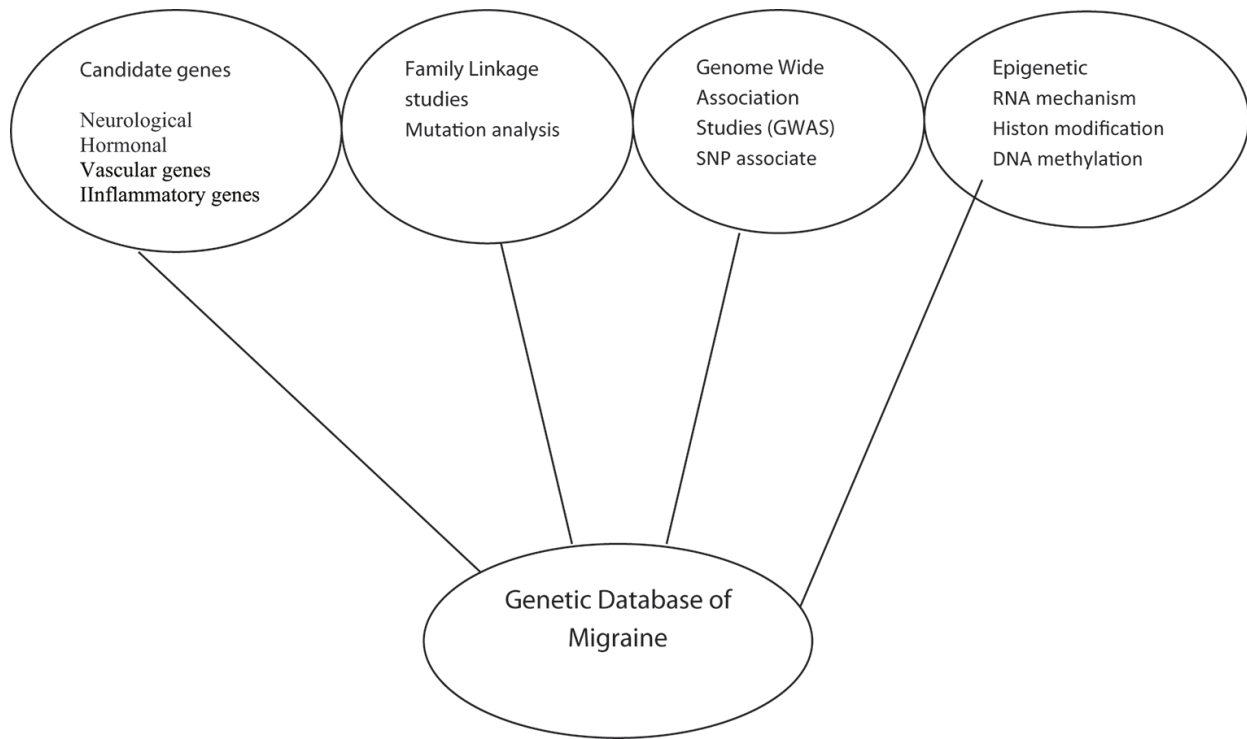 Candidate genes
Neurological
Hormonal
Vascular genes
IInflammatory genes
Family Linkage
studies
Mutation analysis
Genome Wide
Association
Studies (GWAS)
SNP associate
Epigenetic
RNA mechanism
Histon modification
DNA methylation
Genetic Database of
Migraine